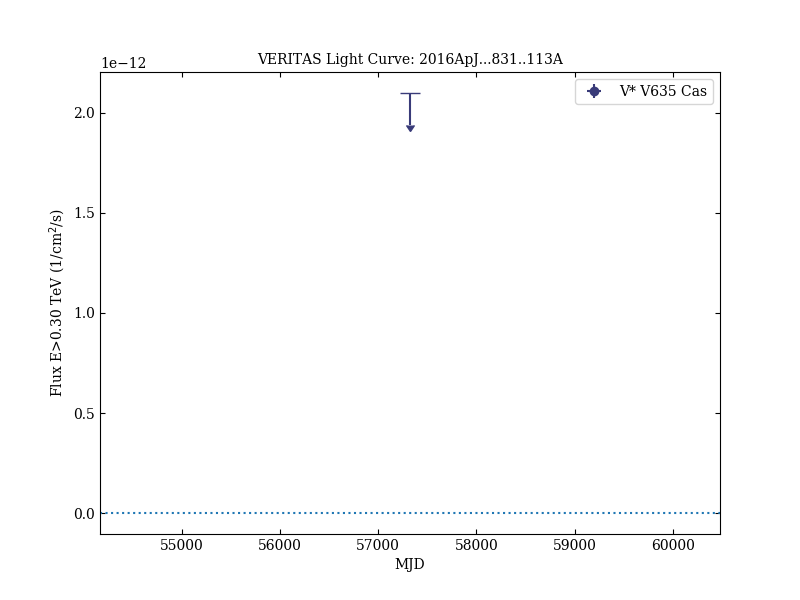 VERITAS Light Curve: 2016ApJ...831..113A
1e−12
V* V635 Cas
2.0
1.5
1.0
0.5
0.0
Flux E>0.30 TeV (1/cm²/s)
55000 56000 57000 58000 59000 60000
MJD